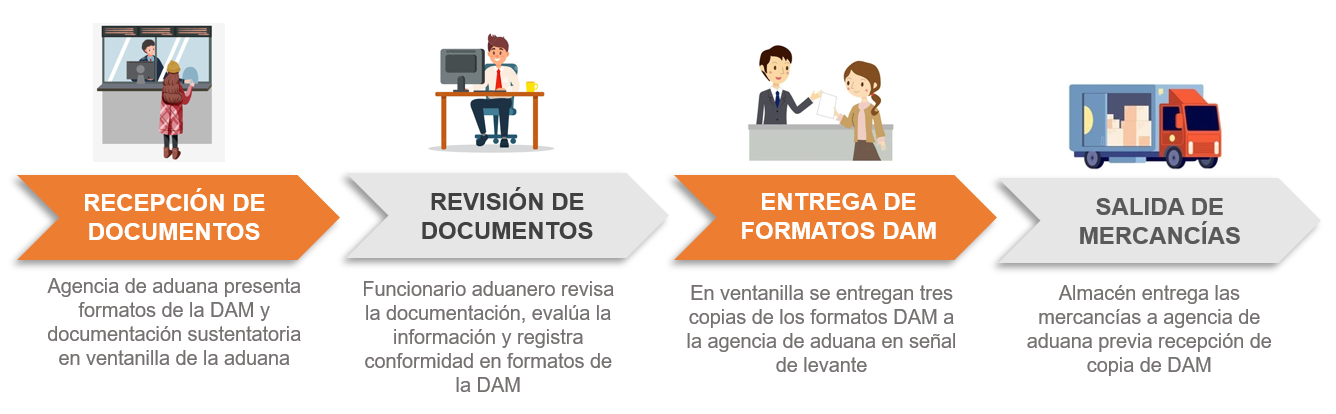 RECEPCIÓN DE
DOCUMENTOS
Agencia de aduana presenta
formatos de la DAM y
documentación sustentatoria
en ventanilla de la aduana
REVISIÓN DE
DOCUMENTOS
Funcionario aduanero revisa
la documentación, evalúa la
información y registra
conformidad en formatos de
la DAM
ENTREGA DE
FORMATOS DAM
En ventanilla se entregan tres
copias de los formatos DAM a
la agencia de aduana en señal
de levante
SALIDA DE
MERCANCÍAS
Almacén entrega las
mercancías a agencia de
aduana previa recepción de
copia de DAM